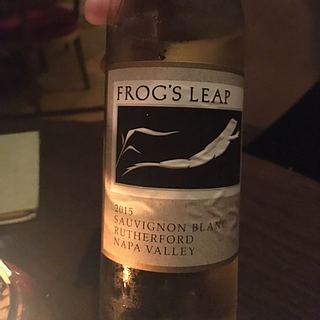 FROG'S LEAP
2015
SAUVIGNON BLANC
RUTHERFORD
NAPA VALLEY